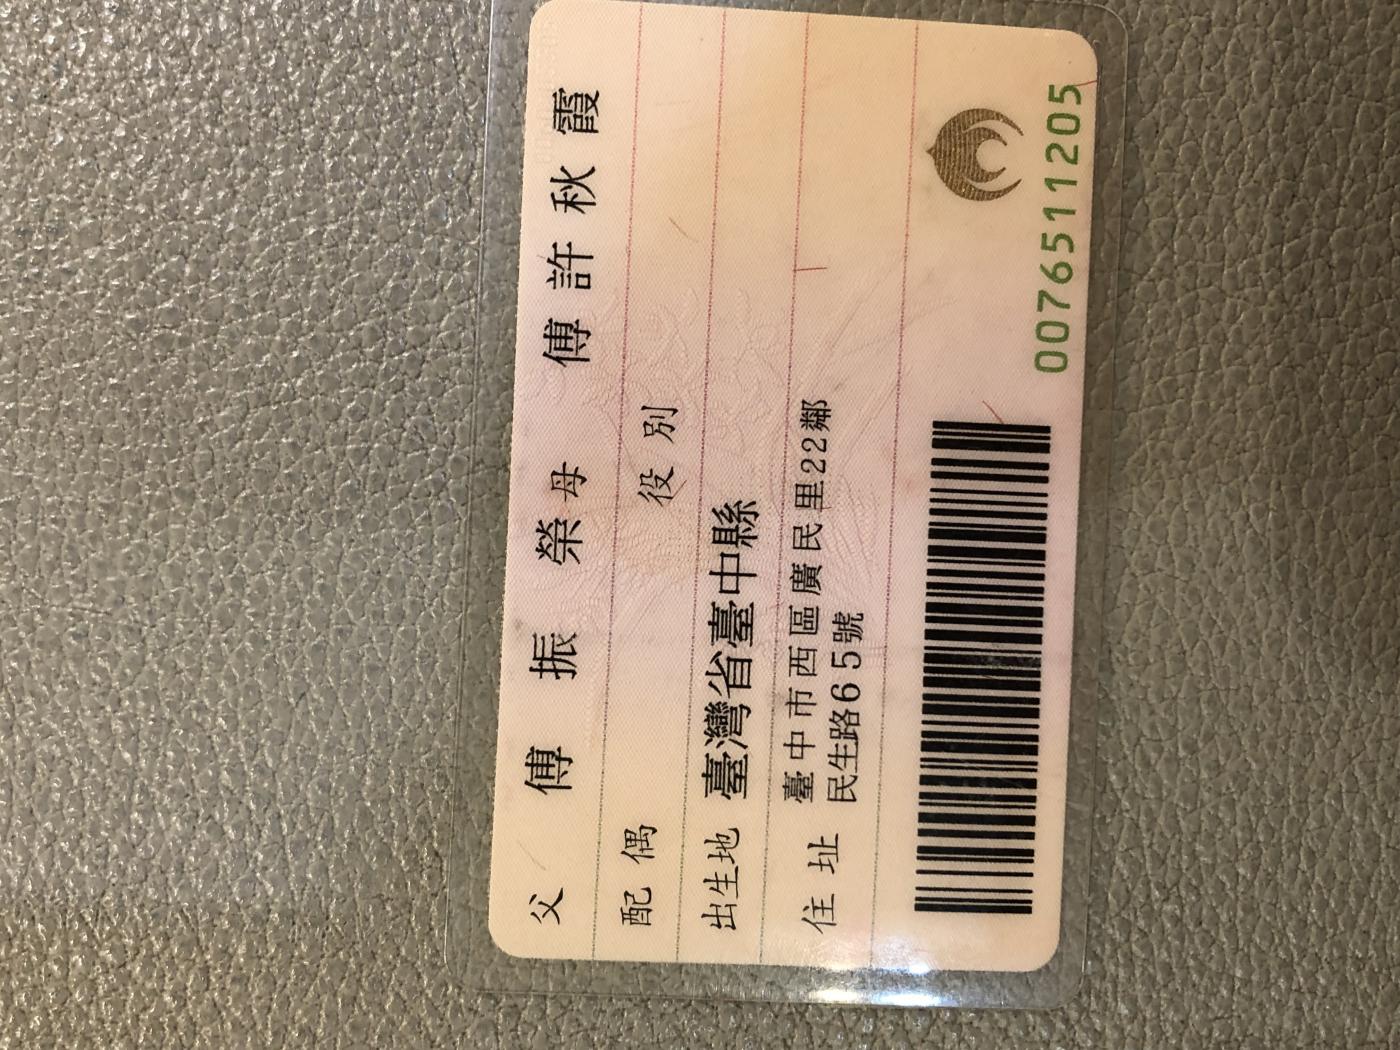 父 傅振榮 母 傅許秋霞
配偶 役別
出生地 臺灣省臺中縣
住址 臺中市西區廣民里22鄰
民生路665號
0076511205